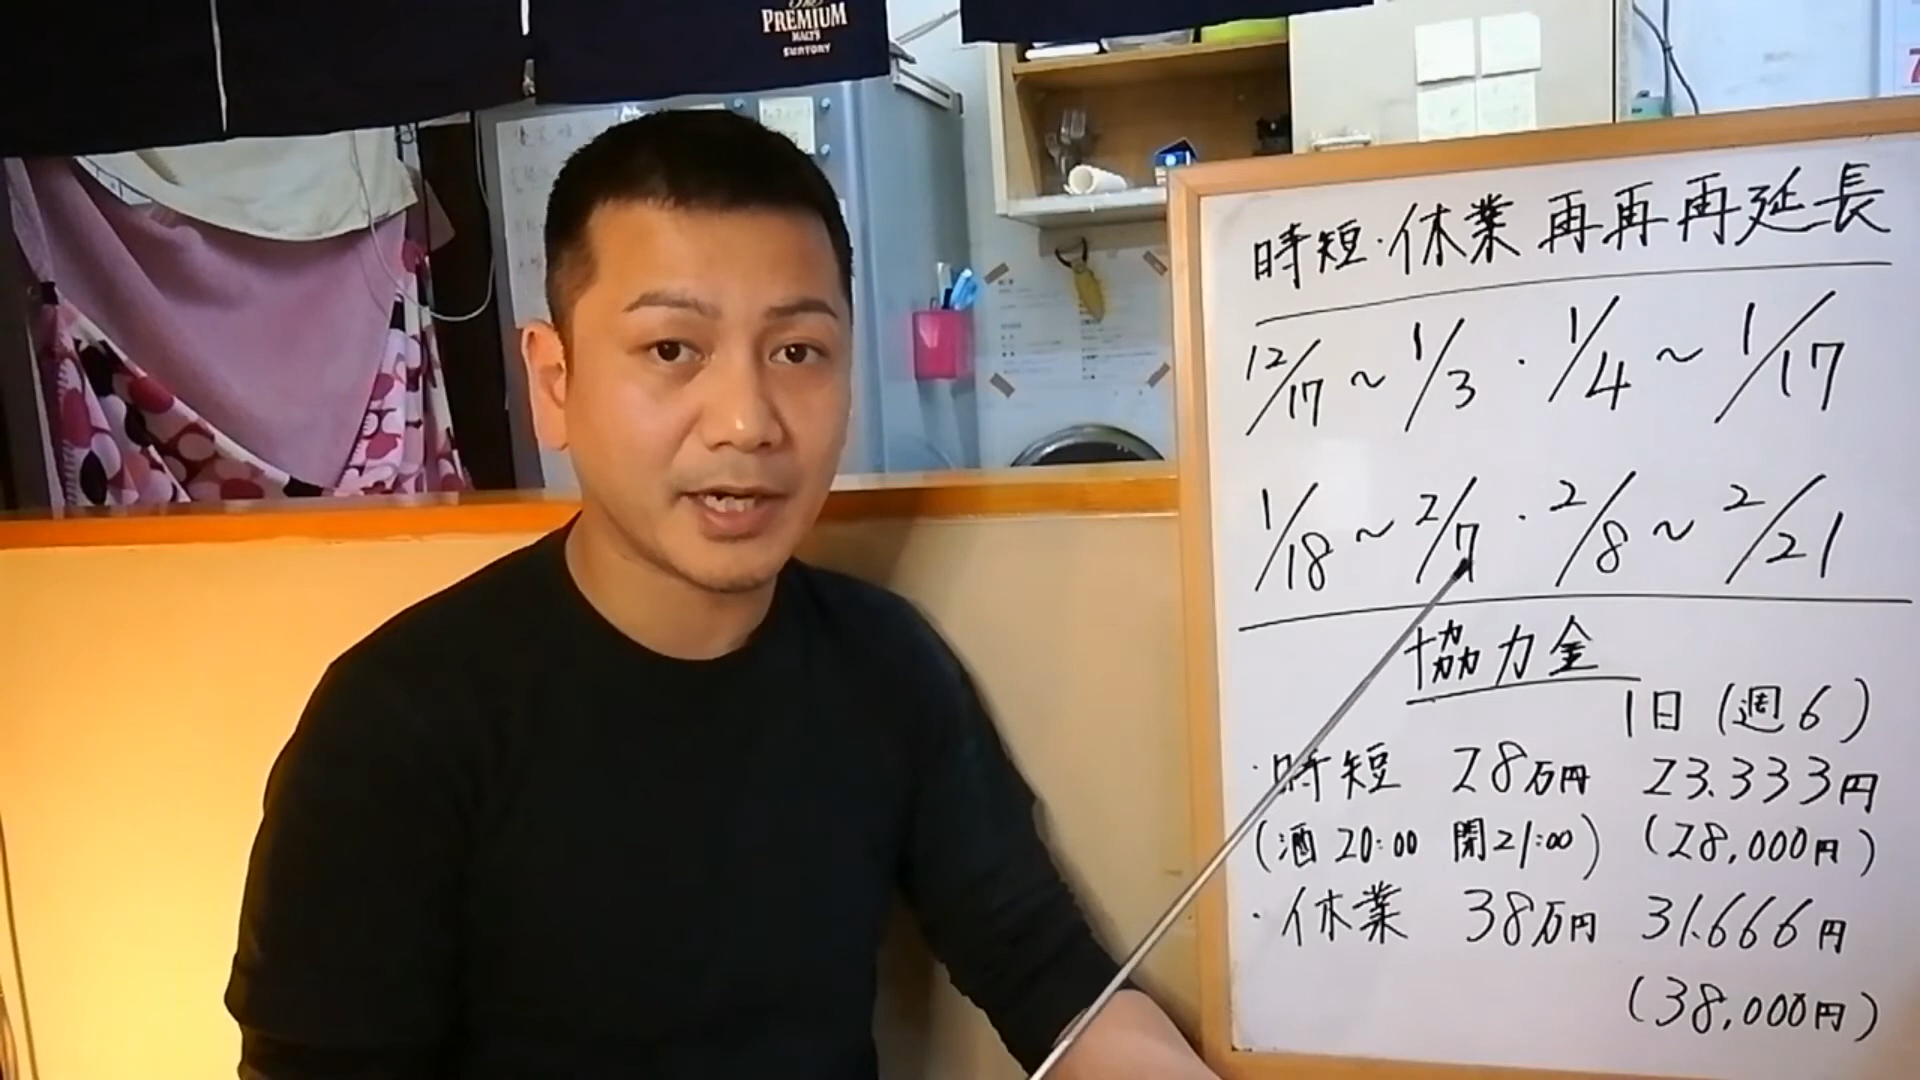 The
PREMIUM
MALT'S
SUNTORY
時短・休業 再再再延長
12/17～1/3・1/4～1/17
1/18～2/7・2/8～2/21
協力金
1日(週6)
・時短 28万円 23.333円
(酒20:00 閉21:00) (28,000円)
・休業 38万円 31.666円
(38,000円)